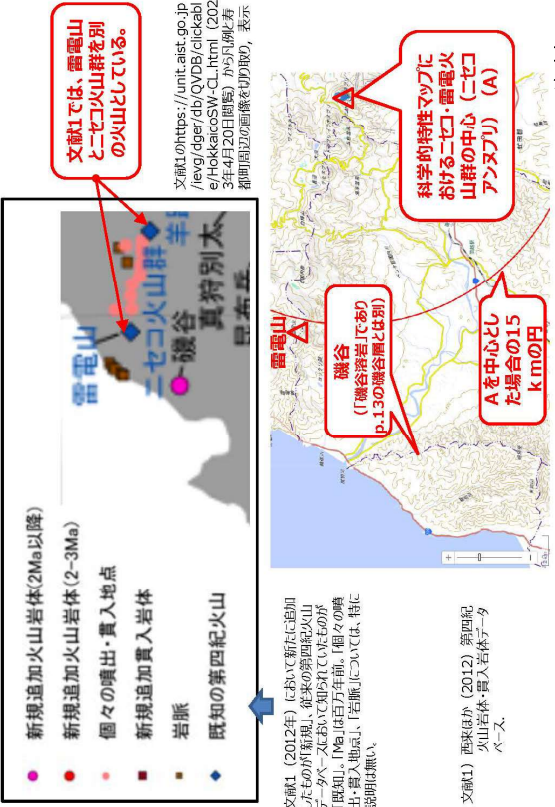 新規追加火山岩体(2Ma以降)
新規追加火山岩体(2-3Ma)
個々の噴出・貫入地点
新規追加貫入岩体
岩脈
既知の第四紀火山
雷電山
ニセコ火山群
羊
磯谷
真狩別太
昆布岳
文献1では、雷電山
とニセコ火山群を別
の火山としている。
文献1のhttps://unit.aist.go.jp
/ievg/dger/db/QVDB/clickabl
e/HokkaicoSW-CL.html（202
3年4月20日閲覧）から凡例と寿
都町周辺の画像を切り取り，表示
文献1（2012年）において新たに追加
したものが「新規」、従来の第四紀火山
データベースにおいて知られていたものが
「既知」。「Ma」は百万年前。「個々の噴
出・貫入地点」、「岩脈」については、特に
説明は無い。
文献1）西来ほか（2012）第四紀
火山岩体・貫入岩体データ
ベース.
雷電山
磯谷
（「磯谷溶岩」であり
p.13の磯谷層とは別）
Aを中心とし
た場合の15
kmの円
科学的特性マップに
おけるニセコ・雷電火
山群の中心（ニセコ
アンヌプリ）（A）